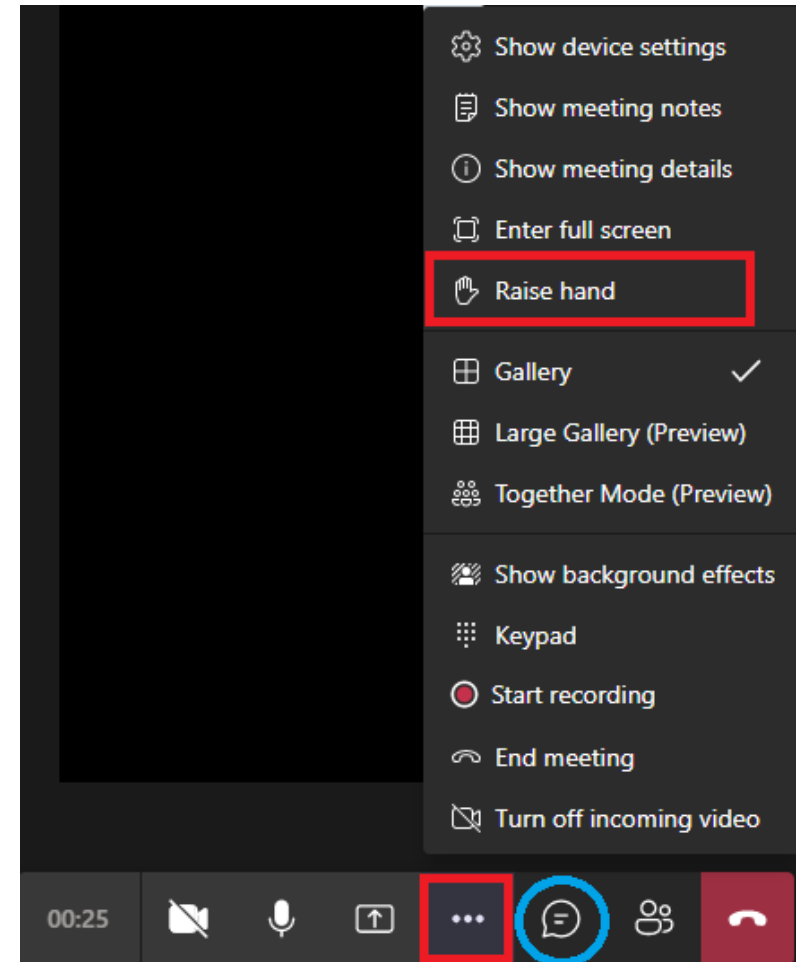 Show device settings
Show meeting notes
Show meeting details
Enter full screen
Raise hand
Gallery
Large Gallery (Preview)
Together Mode (Preview)
Show background effects
Keypad
Start recording
End meeting
Turn off incoming video
00:25